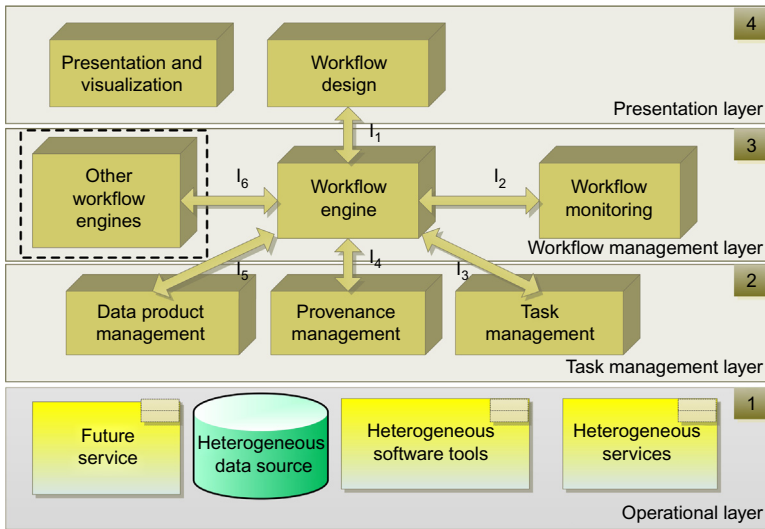 4
Presentation and
visualization
Workflow
design
Presentation layer
I1
3
Other
workflow
engines
I6
Workflow
engine
I2
Workflow
monitoring
Workflow management layer
I5
I4
I3
2
Data product
management
Provenance
management
Task
management
Task management layer
1
Future
service
Heterogeneous
data source
Heterogeneous
software tools
Heterogeneous
services
Operational layer